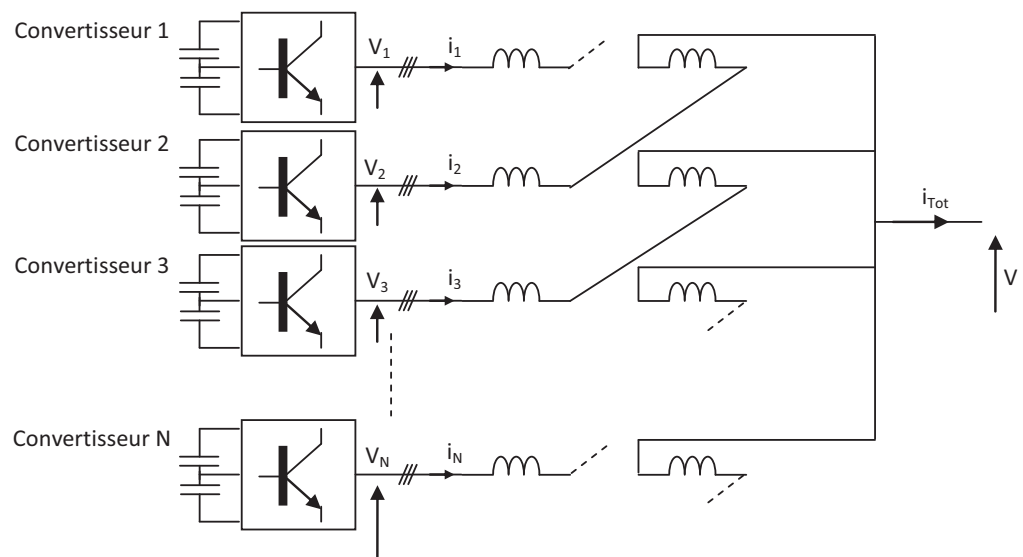 Convertisseur 1
V1
i1
Convertisseur 2
V2
i2
iTot
Convertisseur 3
V3
i3
V
Convertisseur N
VN
iN